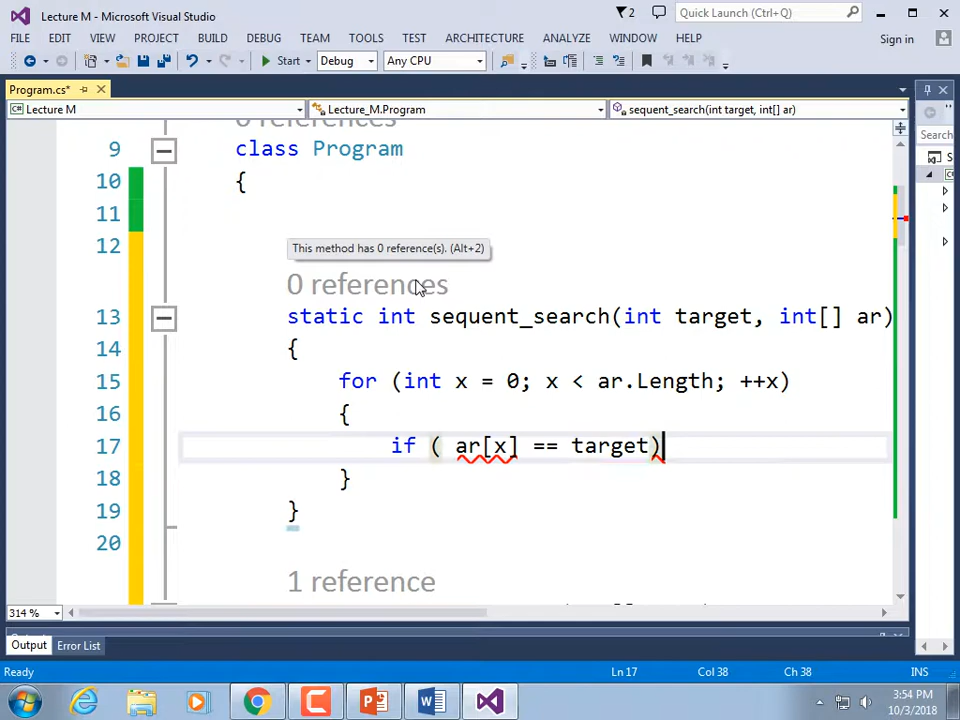 Lecture M - Microsoft Visual Studio
2
Quick Launch (Ctrl+Q)
FILE EDIT VIEW PROJECT BUILD DEBUG TEAM TOOLS TEST ARCHITECTURE ANALYZE WINDOW HELP
Sign in
Start Debug Any CPU
Program.cs*
Lecture M Lecture_M.Program sequent_search(int target, int[] ar)
Search
0 references
9 class Program
10 {
11
12
This method has 0 reference(s). (Alt+2)
0 references
13 static int sequent_search(int target, int[] ar)
14 {
15 for (int x = 0; x < ar.Length; ++x)
16 {
17 if ( ar[x] == target)
18 }
19 }
20
1 reference
314 %
Output Error List
Ready Ln 17 Col 38 Ch 38 INS
3:54 PM
10/3/2018